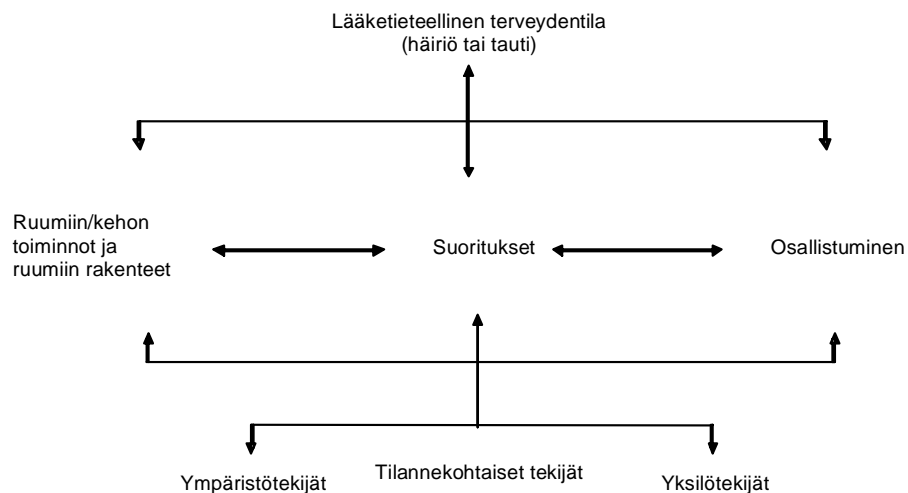 Lääketieteellinen terveydentila
(häiriö tai tauti)
Ruumiin/kehon
toiminnot ja
ruumiin rakenteet
Suoritukset
Osallistuminen
Ympäristötekijät
Tilannekohtaiset tekijät
Yksilötekijät